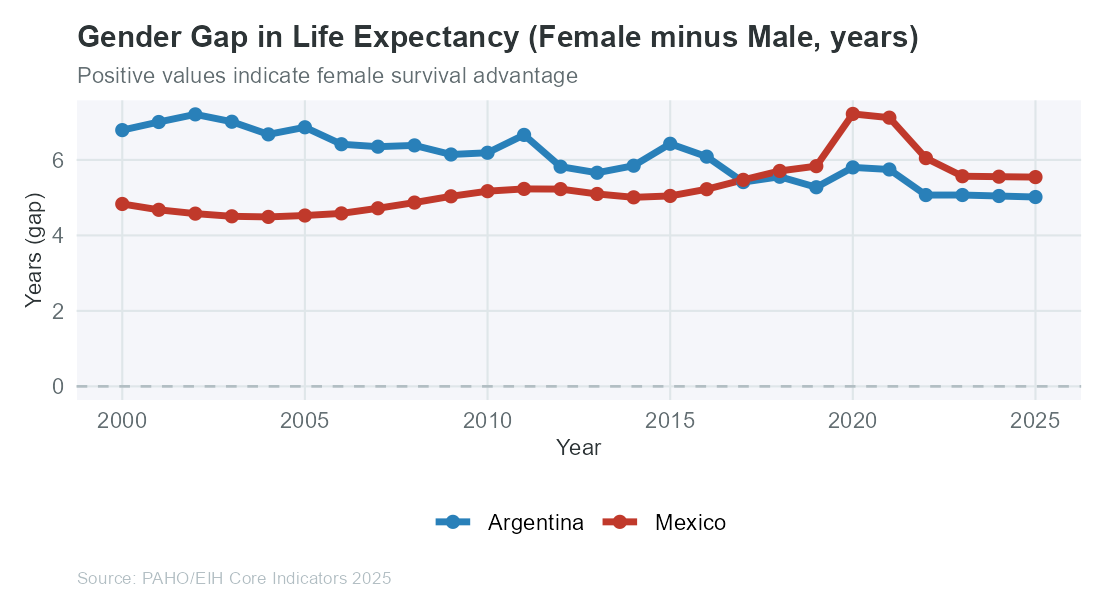 Gender Gap in Life Expectancy (Female minus Male, years)
Positive values indicate female survival advantage
Years (gap)
6
4
2
0
2000 2005 2010 2015 2020 2025
Year
Argentina Mexico
Source: PAHO/EIH Core Indicators 2025